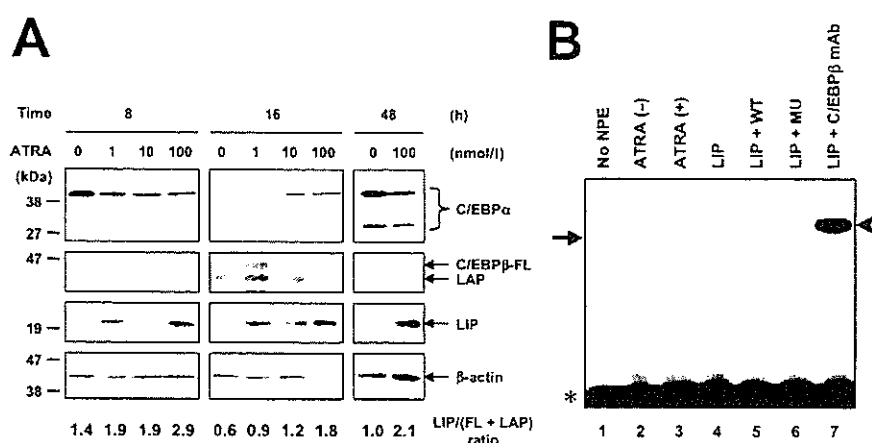 A
Time 8 16 48 (h)
ATRA 0 1 10 100 0 1 10 100 0 100 (nmol/l)
(kDa)
38
27
C/EBPα
47
C/EBPβ-FL
LAP
19
LIP
47
38
β-actin
1.4 1.9 1.9 2.9 0.6 0.9 1.2 1.8 1.0 2.1 LIP/(FL + LAP)
ratio
B
No NPE
ATRA (–)
ATRA (+)
LIP
LIP + WT
LIP + MU
LIP + C/EBPβ mAb
*
1 2 3 4 5 6 7